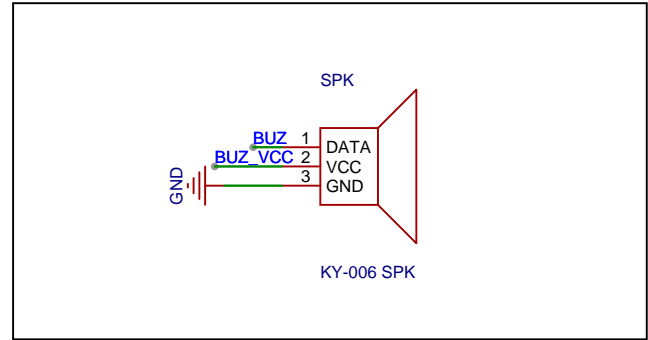 SPK
BUZ 1 DATA
BUZ_VCC 2 VCC
GND 3 GND
KY-006 SPK